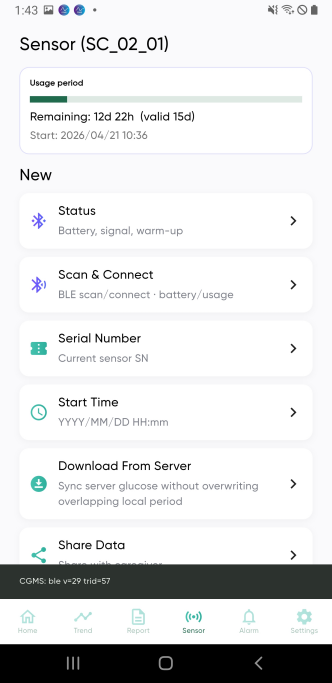 1:43
Sensor (SC_02_01)
Usage period
Remaining: 12d 22h (valid 15d)
Start: 2026/04/21 10:36
New
Status
Battery, signal, warm-up
Scan & Connect
BLE scan/connect · battery/usage
Serial Number
Current sensor SN
Start Time
YYYY/MM/DD HH:mm
Download From Server
Sync server glucose without overwriting
overlapping local period
Share Data
Share with caregiver
CGMS: ble v=29 trid=57
Home Trend Report Sensor Alarm Settings